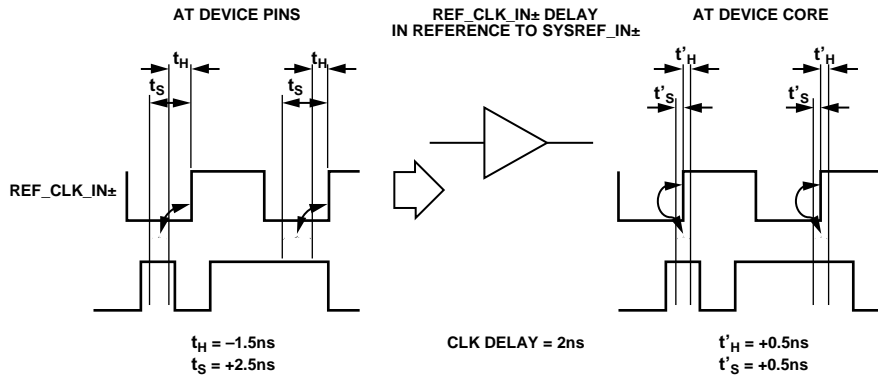 AT DEVICE PINS
REF_CLK_IN± DELAY
IN REFERENCE TO SYSREF_IN±
AT DEVICE CORE
tH
tH
t'H
t'H
tS
tS
t'S
t'S
REF_CLK_IN±
tH = –1.5ns
tS = +2.5ns
CLK DELAY = 2ns
t'H = +0.5ns
t'S = +0.5ns